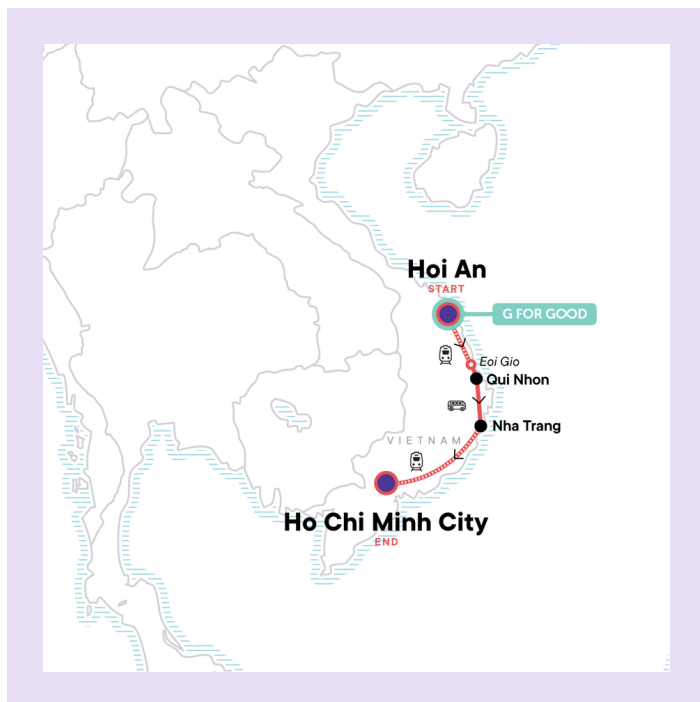 Hoi An
START
G FOR GOOD
Eoi Gio
Qui Nhon
Nha Trang
VIETNAM
Ho Chi Minh City
END